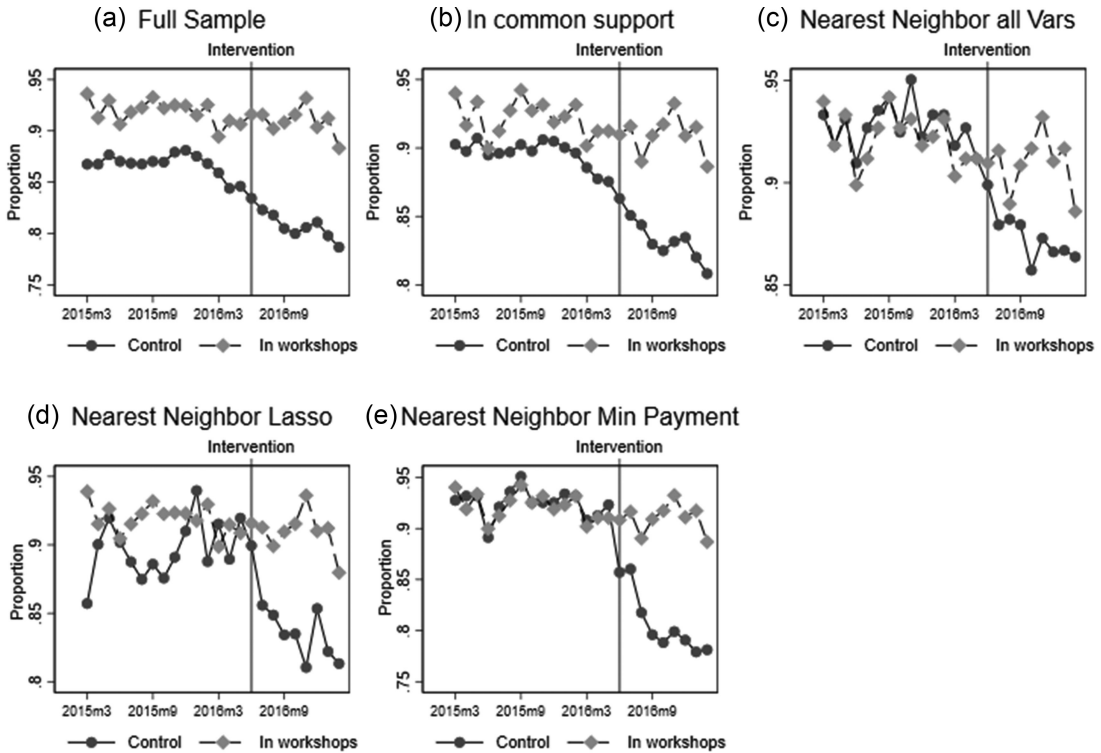 (a) Full Sample
Intervention
Proportion
.95
.9
.85
.8
.75
2015m3 2015m9 2016m3 2016m9
Control In workshops
(b) In common support
Intervention
Proportion
.95
.9
.85
.8
2015m3 2015m9 2016m3 2016m9
Control In workshops
(c) Nearest Neighbor all Vars
Intervention
Proportion
.95
.9
.85
2015m3 2015m9 2016m3 2016m9
Control In workshops
(d) Nearest Neighbor Lasso
Intervention
Proportion
.95
.9
.85
.8
2015m3 2015m9 2016m3 2016m9
Control In workshops
(e) Nearest Neighbor Min Payment
Intervention
Proportion
.95
.9
.85
.8
.75
2015m3 2015m9 2016m3 2016m9
Control In workshops